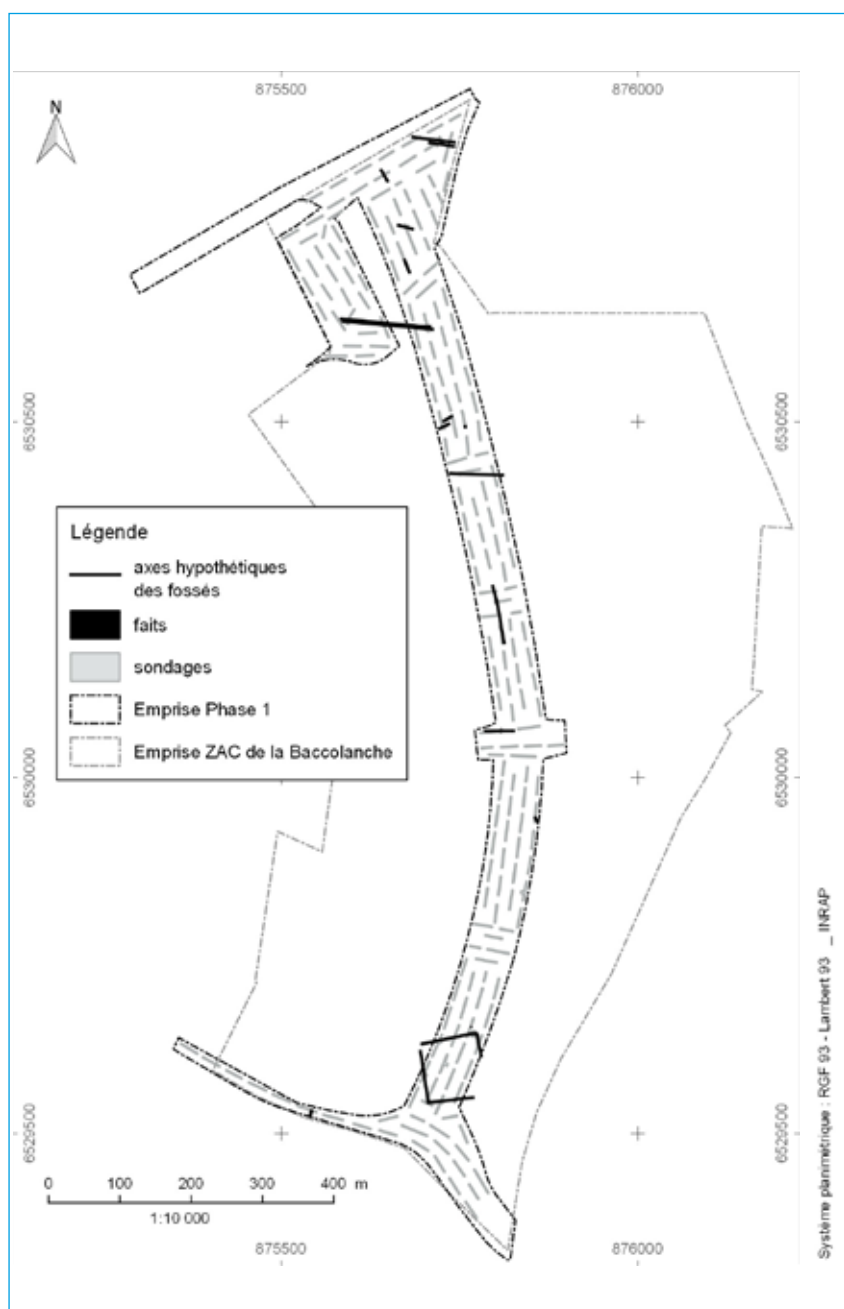 875500
876000
N
6530500
6530500
Légende
axes hypothétiques
des fossés
faits
sondages
Emprise Phase 1
Emprise ZAC de la Baccolanche
6530000
6530000
6529500
6529500
0 100 200 300 400 m
1:10 000
875500
876000
Système planimétrique : RGF 93 - Lambert 93 _ INRAP